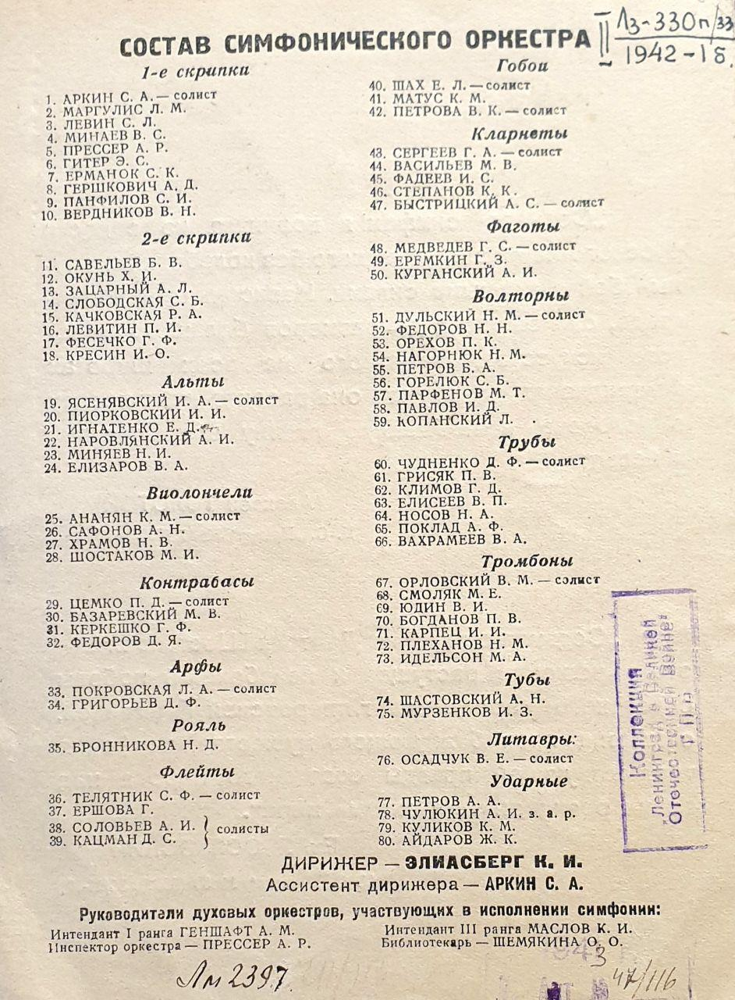 СОСТАВ СИМФОНИЧЕСКОГО ОРКЕСТРА
Лз-330п/33
1942-1б.
1-е скрипки
1. АРКИН С. А. — солист
2. МАРГУЛИС Л. М.
3. ЛЕВИН С. Л.
4. МИНАЕВ В. С.
5. ПРЕССЕР А. Р.
6. ГИТЕР Э. С.
7. ЕРМАНОК С. К.
8. ГЕРШКОВИЧ А. Д.
9. ПАНФИЛОВ С. И.
10. ВЕРДНИКОВ В. Н.
2-е скрипки
11. САВЕЛЬЕВ Б. В.
12. ОКУНЬ Х. И.
13. ЗАЦАРНЫЙ А. Л.
14. СЛОБОДСКАЯ С. Б.
15. КАЧКОВСКАЯ Р. А.
16. ЛЕВИТИН П. И.
17. ФЕСЕЧКО Г. Ф.
18. КРЕСИН И. О.
Альты
19. ЯСЕНЯВСКИЙ И. А. — солист
20. ПИОРКОВСКИИ И. И.
21. ИГНАТЕНКО Е. Д.
22. НАРОВЛЯНСКИЙ А. И.
23. МИНЯЕВ Н. И.
24. ЕЛИЗАРОВ В. А.
Виолончели
25. АНАНЯН К. М. — солист
26. САФОНОВ А. Н.
27. ХРАМОВ Н. В.
28. ШОСТАКОВ М. И.
Контрабасы
29. ЦЕМКО П. Д. — солист
30. БАЗАРЕВСКИЙ М. В.
31. КЕРКЕШКО Г. Ф.
32. ФЕДОРОВ Д. Я.
Арфы
33. ПОКРОВСКАЯ Л. А. — солист
34. ГРИГОРЬЕВ Д. Ф.
Рояль
35. БРОННИКОВА Н. Д.
Флейты
36. ТЕЛЯТНИК С. Ф. — солист
37. ЕРШОВА Г.
38. СОЛОВЬЕВ А. И.
39. КАЦМАН Д. С.
солисты
Гобои
40. ШАХ Е. Л. — солист
41. МАТУС К. М.
42. ПЕТРОВА В. К. — солист
Кларнеты
43. СЕРГЕЕВ Г. А. — солист
44. ВАСИЛЬЕВ М. В.
45. ФАДЕЕВ И. С.
46. СТЕПАНОВ К. К.
47. БЫСТРИЦКИЙ А. С. — солист
Фаготы
48. МЕДВЕДЕВ Г. С. — солист
49. ЕРЕМКИН Г. З.
50. КУРГАНСКИЙ А. И.
Волторны
51. ДУЛЬСКИЙ Н. М. — солист
52. ФЕДОРОВ Н. Н.
53. ОРЕХОВ П. К.
54. НАГОРНЮК Н. М.
55. ПЕТРОВ Б. А.
56. ГОРЕЛЮК С. Б.
57. ПАРФЕНОВ М. Т.
58. ПАВЛОВ И. Д.
59. КОПАНСКИЙ Л.
Трубы
60. ЧУДНЕНКО Д. Ф. — солист
61. ГРИСЯК П. В.
62. КЛИМОВ Г. Д.
63. ЕЛИСЕЕВ В. П.
64. НОСОВ Н. А.
65. ПОКЛАД А. Ф.
66. ВАХРАМЕЕВ В. А.
Тромбоны
67. ОРЛОВСКИЙ В. М. — солист
68. СМОЛЯК М. Е.
69. ЮДИН В. И.
70. БОГДАНОВ П. В.
71. КАРПЕЦ И. И.
72. ПЛЕХАНОВ Н. М.
73. ИДЕЛЬСОН М. А.
Тубы
74. ШАСТОВСКИЙ А. Н.
75. МУРЗЕНКОВ И. З.
Литавры:
76. ОСАДЧУК В. Е. — солист
Ударные
77. ПЕТРОВ А. А.
78. ЧУЛЮКИН А. И. з. а. р.
79. КУЛИКОВ К. М.
80. АЙДАРОВ Ж. К.
Коллекция
"Ленинград в Великой
Отечественной войне"
ГПБ
ДИРИЖЕР — ЭЛИАСБЕРГ К. И.
Ассистент дирижера — АРКИН С. А.
Руководители духовых оркестров, участвующих в исполнении симфонии:
Интендант I ранга ГЕНШАФТ А. М.
Инспектор оркестра — ПРЕССЕР А. Р.
Интендант III ранга МАСЛОВ К. И.
Библиотекарь — ШЕМЯКИНА О. О.
Лм 2397
47/116